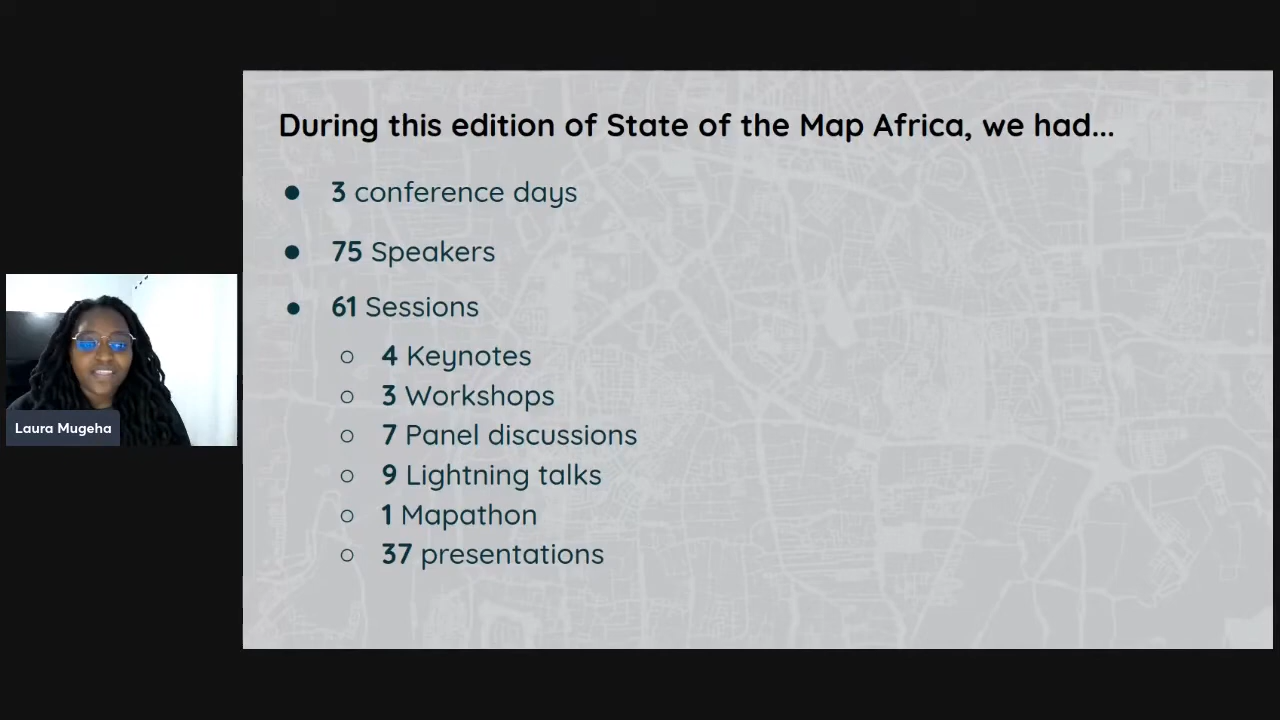 During this edition of State of the Map Africa, we had...
● 3 conference days
● 75 Speakers
● 61 Sessions
○ 4 Keynotes
○ 3 Workshops
○ 7 Panel discussions
○ 9 Lightning talks
○ 1 Mapathon
○ 37 presentations
Laura Mugeha